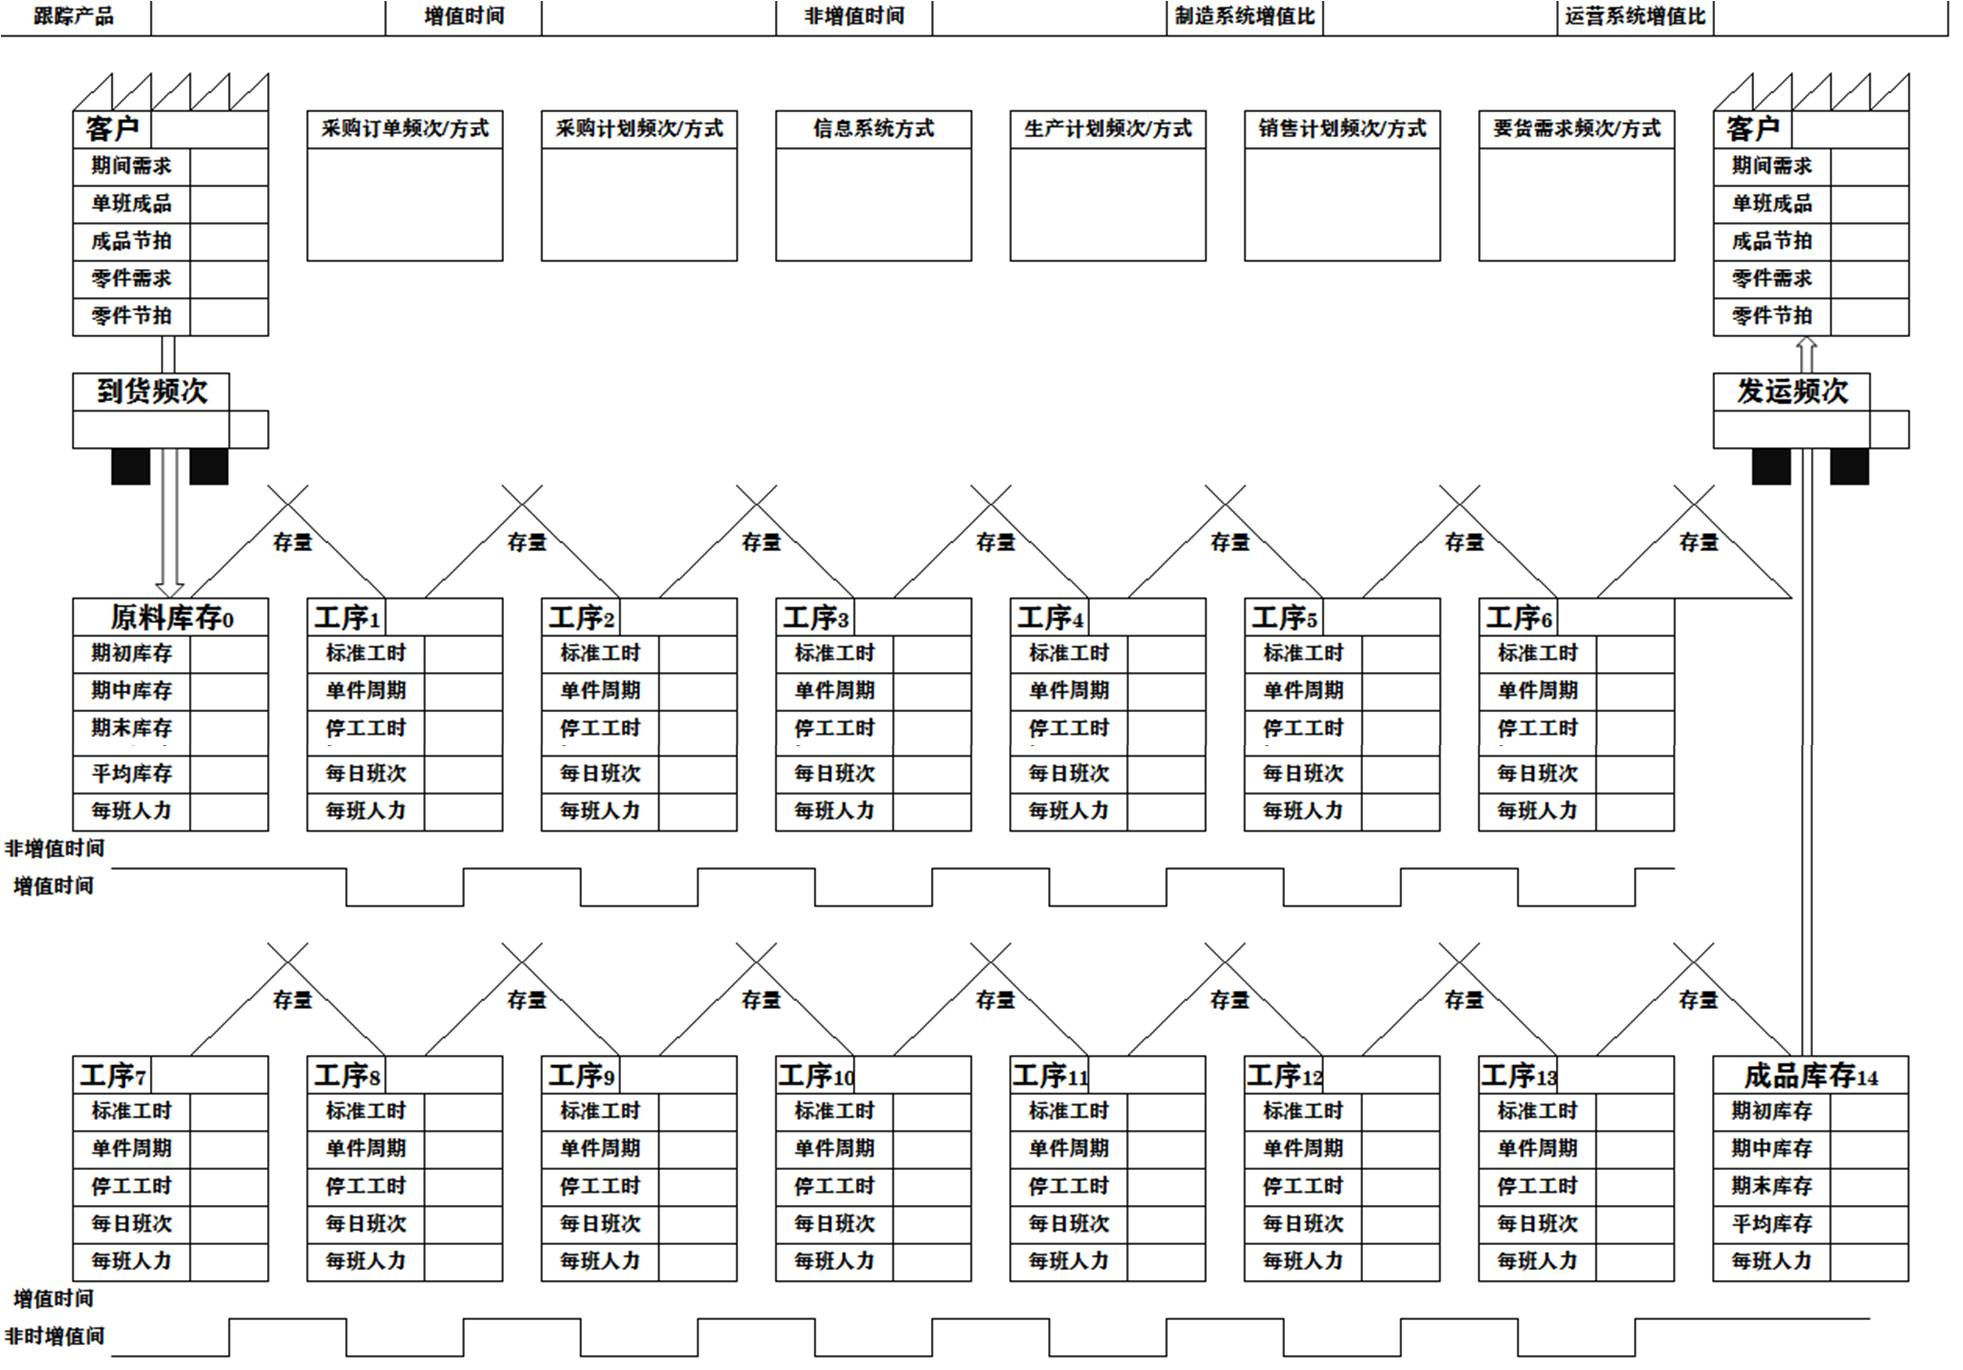 跟踪产品 增值时间 非增值时间 制造系统增值比 运营系统增值比
客户 采购订单频次/方式 采购计划频次/方式 信息系统方式 生产计划频次/方式 销售计划频次/方式 要货需求频次/方式 客户
期间需求 期间需求
单班成品 单班成品
成品节拍 成品节拍
零件需求 零件需求
零件节拍 零件节拍
到货频次 发运频次
存量 存量 存量 存量 存量 存量 存量
原料库存0 工序1 工序2 工序3 工序4 工序5 工序6
期初库存 标准工时 标准工时 标准工时 标准工时 标准工时 标准工时
期中库存 单件周期 单件周期 单件周期 单件周期 单件周期 单件周期
期末库存 停工工时 停工工时 停工工时 停工工时 停工工时 停工工时
平均库存 每日班次 每日班次 每日班次 每日班次 每日班次 每日班次
每班人力 每班人力 每班人力 每班人力 每班人力 每班人力 每班人力
非增值时间
增值时间
存量 存量 存量 存量 存量 存量 存量
工序7 工序8 工序9 工序10 工序11 工序12 工序13 成品库存14
标准工时 标准工时 标准工时 标准工时 标准工时 标准工时 标准工时 期初库存
单件周期 单件周期 单件周期 单件周期 单件周期 单件周期 单件周期 期中库存
停工工时 停工工时 停工工时 停工工时 停工工时 停工工时 停工工时 期末库存
每日班次 每日班次 每日班次 每日班次 每日班次 每日班次 每日班次 平均库存
每班人力 每班人力 每班人力 每班人力 每班人力 每班人力 每班人力 每班人力
增值时间
非时增值间